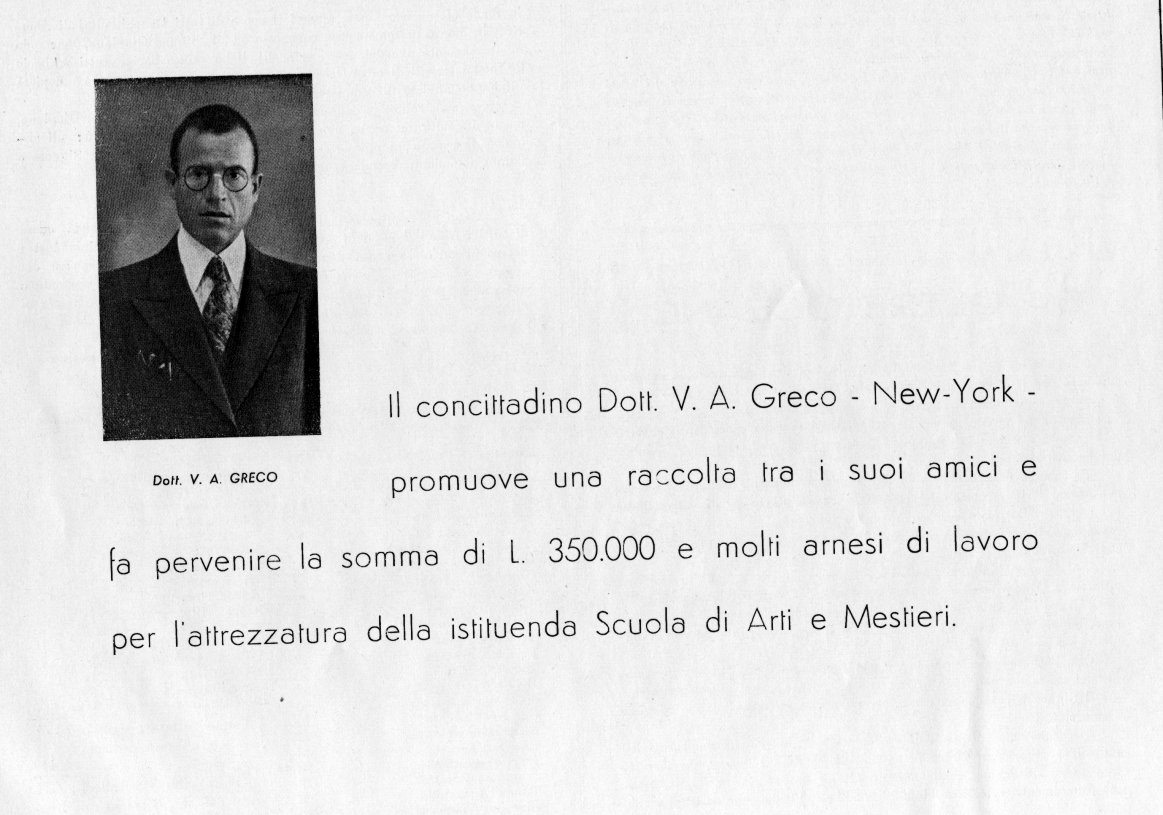 Il concittadino Dott. V. A. Greco - New-York -
Dott. V. A. GRECO
promuove una raccolta tra i suoi amici e
fa pervenire la somma di L. 350.000 e molti arnesi di lavoro
per l'attrezzatura della istituenda Scuola di Arti e Mestieri.